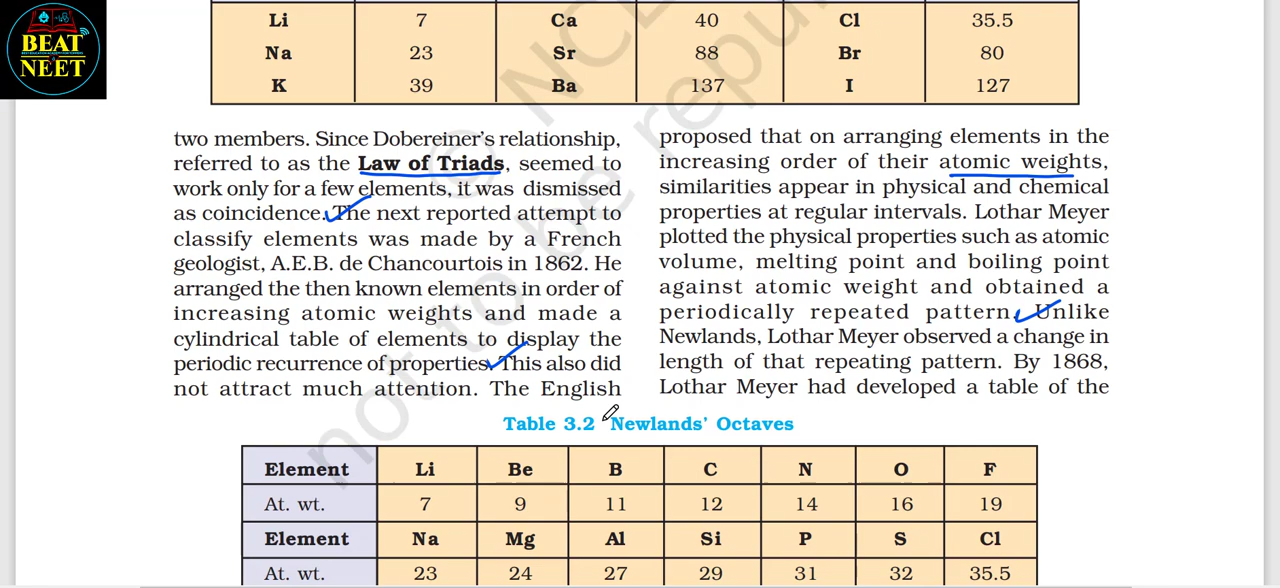 BEAT
NEET
Li 7 Ca 40 Cl 35.5
Na 23 Sr 88 Br 80
K 39 Ba 137 I 127
two members. Since Dobereiner's relationship,
referred to as the Law of Triads, seemed to
work only for a few elements, it was dismissed
as coincidence. The next reported attempt to
classify elements was made by a French
geologist, A.E.B. de Chancourtois in 1862. He
arranged the then known elements in order of
increasing atomic weights and made a
cylindrical table of elements to display the
periodic recurrence of properties. This also did
not attract much attention. The English
proposed that on arranging elements in the
increasing order of their atomic weights,
similarities appear in physical and chemical
properties at regular intervals. Lothar Meyer
plotted the physical properties such as atomic
volume, melting point and boiling point
against atomic weight and obtained a
periodically repeated pattern. Unlike
Newlands, Lothar Meyer observed a change in
length of that repeating pattern. By 1868,
Lothar Meyer had developed a table of the
Table 3.2 Newlands' Octaves
Element Li Be B C N O F
At. wt. 7 9 11 12 14 16 19
Element Na Mg Al Si P S Cl
At. wt. 23 24 27 29 31 32 35.5
not to be repu
© NCE